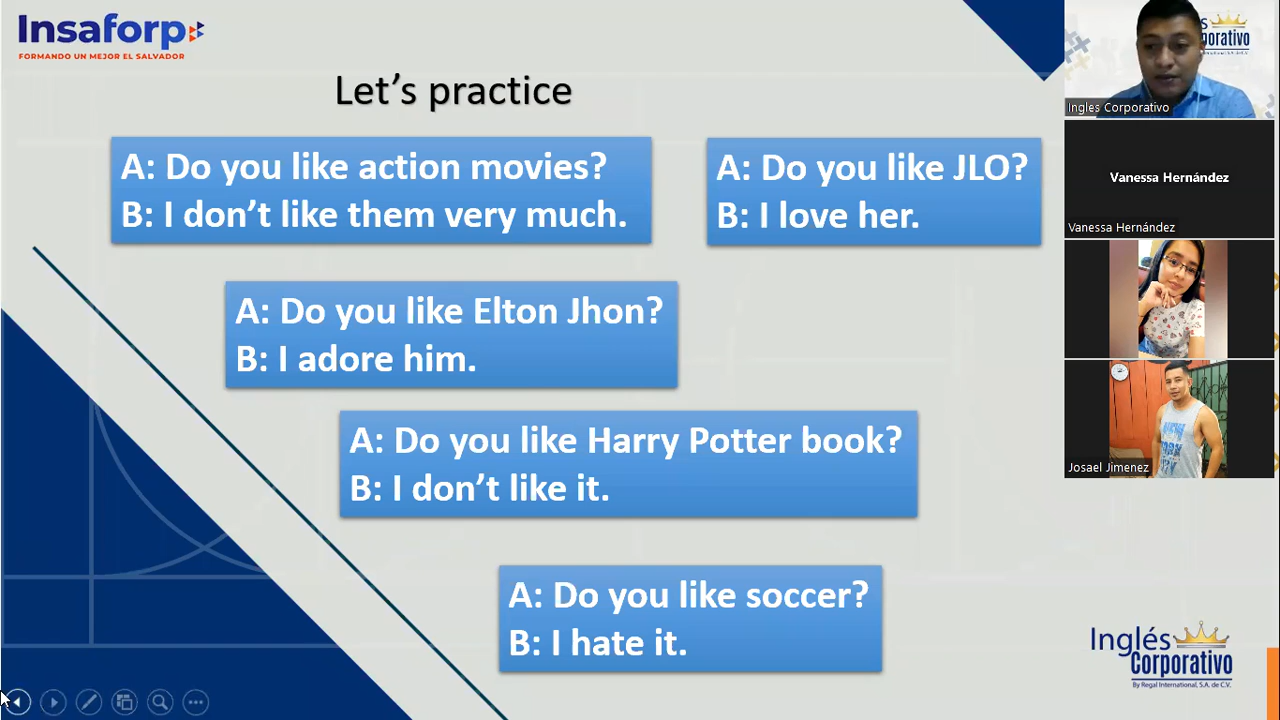 Insaforp
FORMANDO UN MEJOR EL SALVADOR
Let's practice
A: Do you like action movies?
B: I don't like them very much.
A: Do you like JLO?
B: I love her.
A: Do you like Elton Jhon?
B: I adore him.
A: Do you like Harry Potter book?
B: I don't like it.
A: Do you like soccer?
B: I hate it.
Inglés
Corporativo
By Regal International, S.A. de C.V.
Ingles Corporativo
Vanessa Hernández
Vanessa Hernández
Josael Jimenez